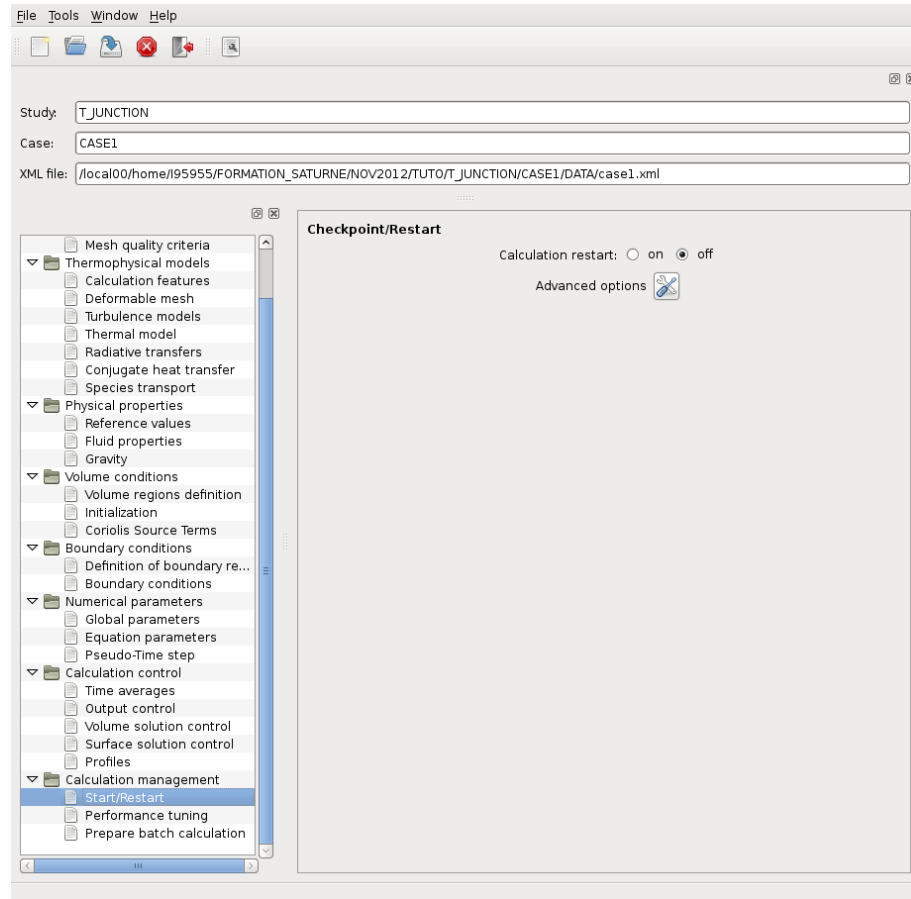 File Tools Window Help
Study: T_JUNCTION
Case: CASE1
XML file: /local00/home/I95955/FORMATION_SATURNE/NOV2012/TUTO/T_JUNCTION/CASE1/DATA/case1.xml
Mesh quality criteria
Thermophysical models
Calculation features
Deformable mesh
Turbulence models
Thermal model
Radiative transfers
Conjugate heat transfer
Species transport
Physical properties
Reference values
Fluid properties
Gravity
Volume conditions
Volume regions definition
Initialization
Coriolis Source Terms
Boundary conditions
Definition of boundary re...
Boundary conditions
Numerical parameters
Global parameters
Equation parameters
Pseudo-Time step
Calculation control
Time averages
Output control
Volume solution control
Surface solution control
Profiles
Calculation management
Start/Restart
Performance tuning
Prepare batch calculation
Checkpoint/Restart
Calculation restart: on off
Advanced options